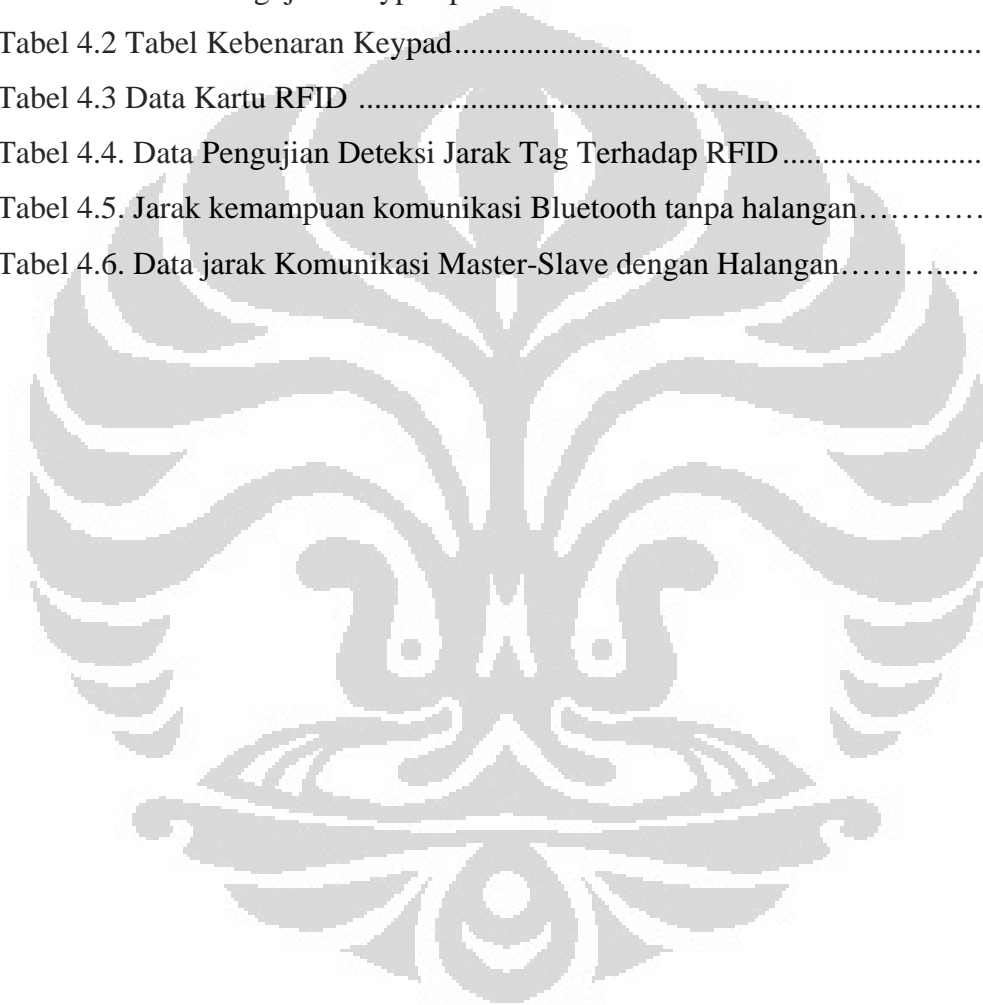 Tabel 4.2 Tabel Kebenaran Keypad..................................................................
Tabel 4.3 Data Kartu RFID ..............................................................................
Tabel 4.4. Data Pengujian Deteksi Jarak Tag Terhadap RFID.........................
Tabel 4.5. Jarak kemampuan komunikasi Bluetooth tanpa halangan…………
Tabel 4.6. Data jarak Komunikasi Master-Slave dengan Halangan………..…